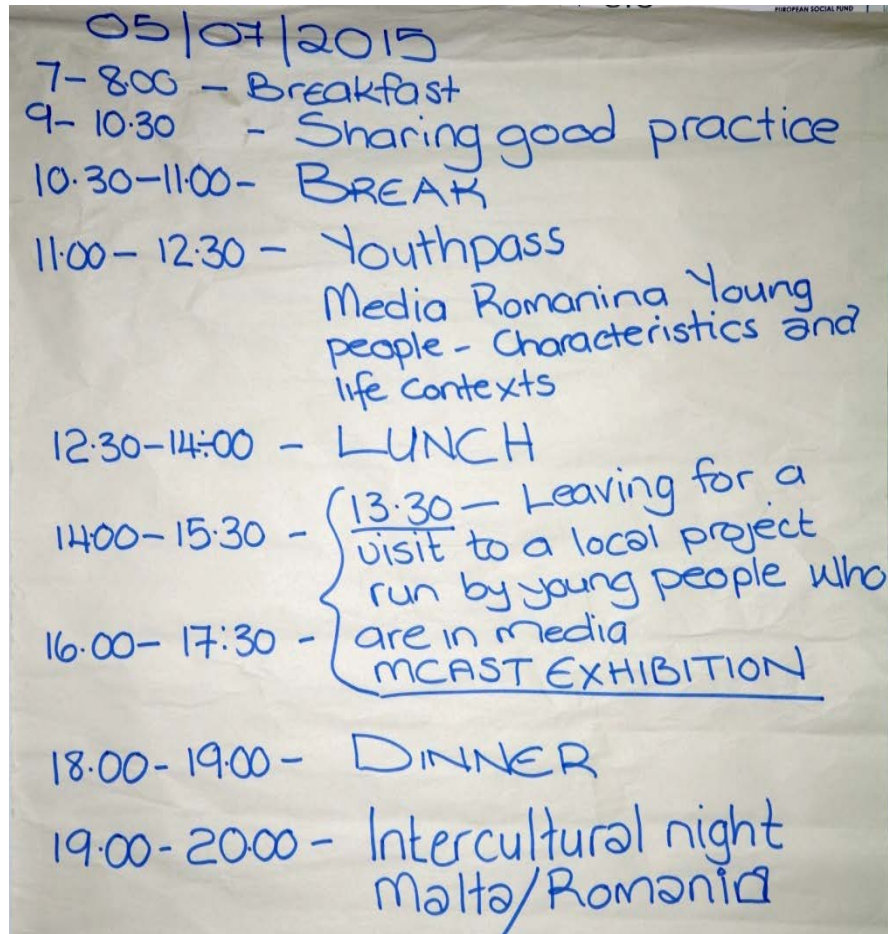 EUROPEAN SOCIAL FUND
05/07/2015
7- 8:00 - Breakfast
9- 10.30 - Sharing good practice
10.30-11.00- BREAK
11.00- 12.30 - Youthpass
Media Romanina Young
people - Characteristics and
life contexts
12.30-14:00 - LUNCH
1400-15.30 - 13.30 - Leaving for a
visit to a local project
run by young people who
16.00- 17:30 - are in media
MCAST EXHIBITION
18.00- 19.00 - DINNER
19.00- 20.00 - Intercultural night
Malta/Romania